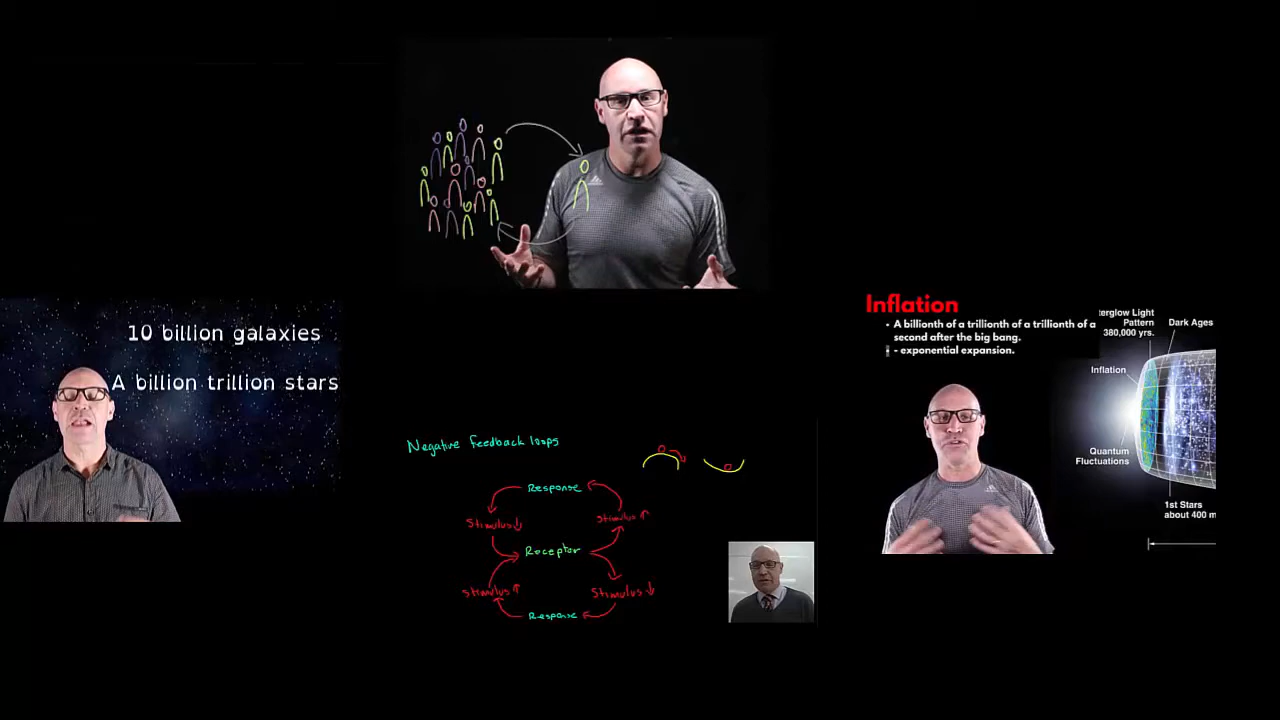 10 billion galaxies
A billion trillion stars
Inflation
- A billionth of a trillionth of a trillionth of a
second after the big bang.
- exponential expansion.
terglow Light
Pattern
380,000 yrs.
Dark Ages
Inflation
Quantum
Fluctuations
1st Stars
about 400 m
Negative feedback loops
Response
Stimulus↓
Stimulus↑
Receptor
Stimulus↑
Stimulus↓
Response